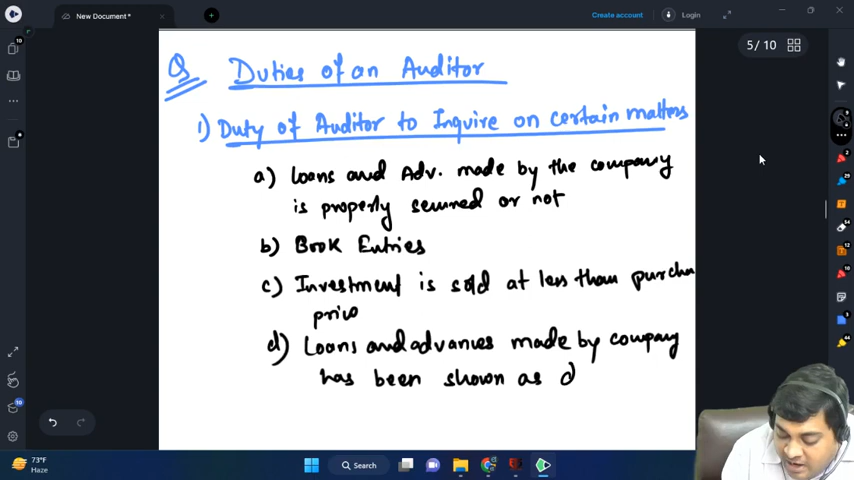 New Document*
Create account
Login
5/10
Q Duties of an Auditor
1) Duty of Auditor to Inquire on certain matters
a) Loans and Adv. made by the company
is properly secured or not
b) Book Entries
c) Investment is sold at less than purcha
price
d) Loans and advances made by company
has been shown as d
73°F
Haze
Search